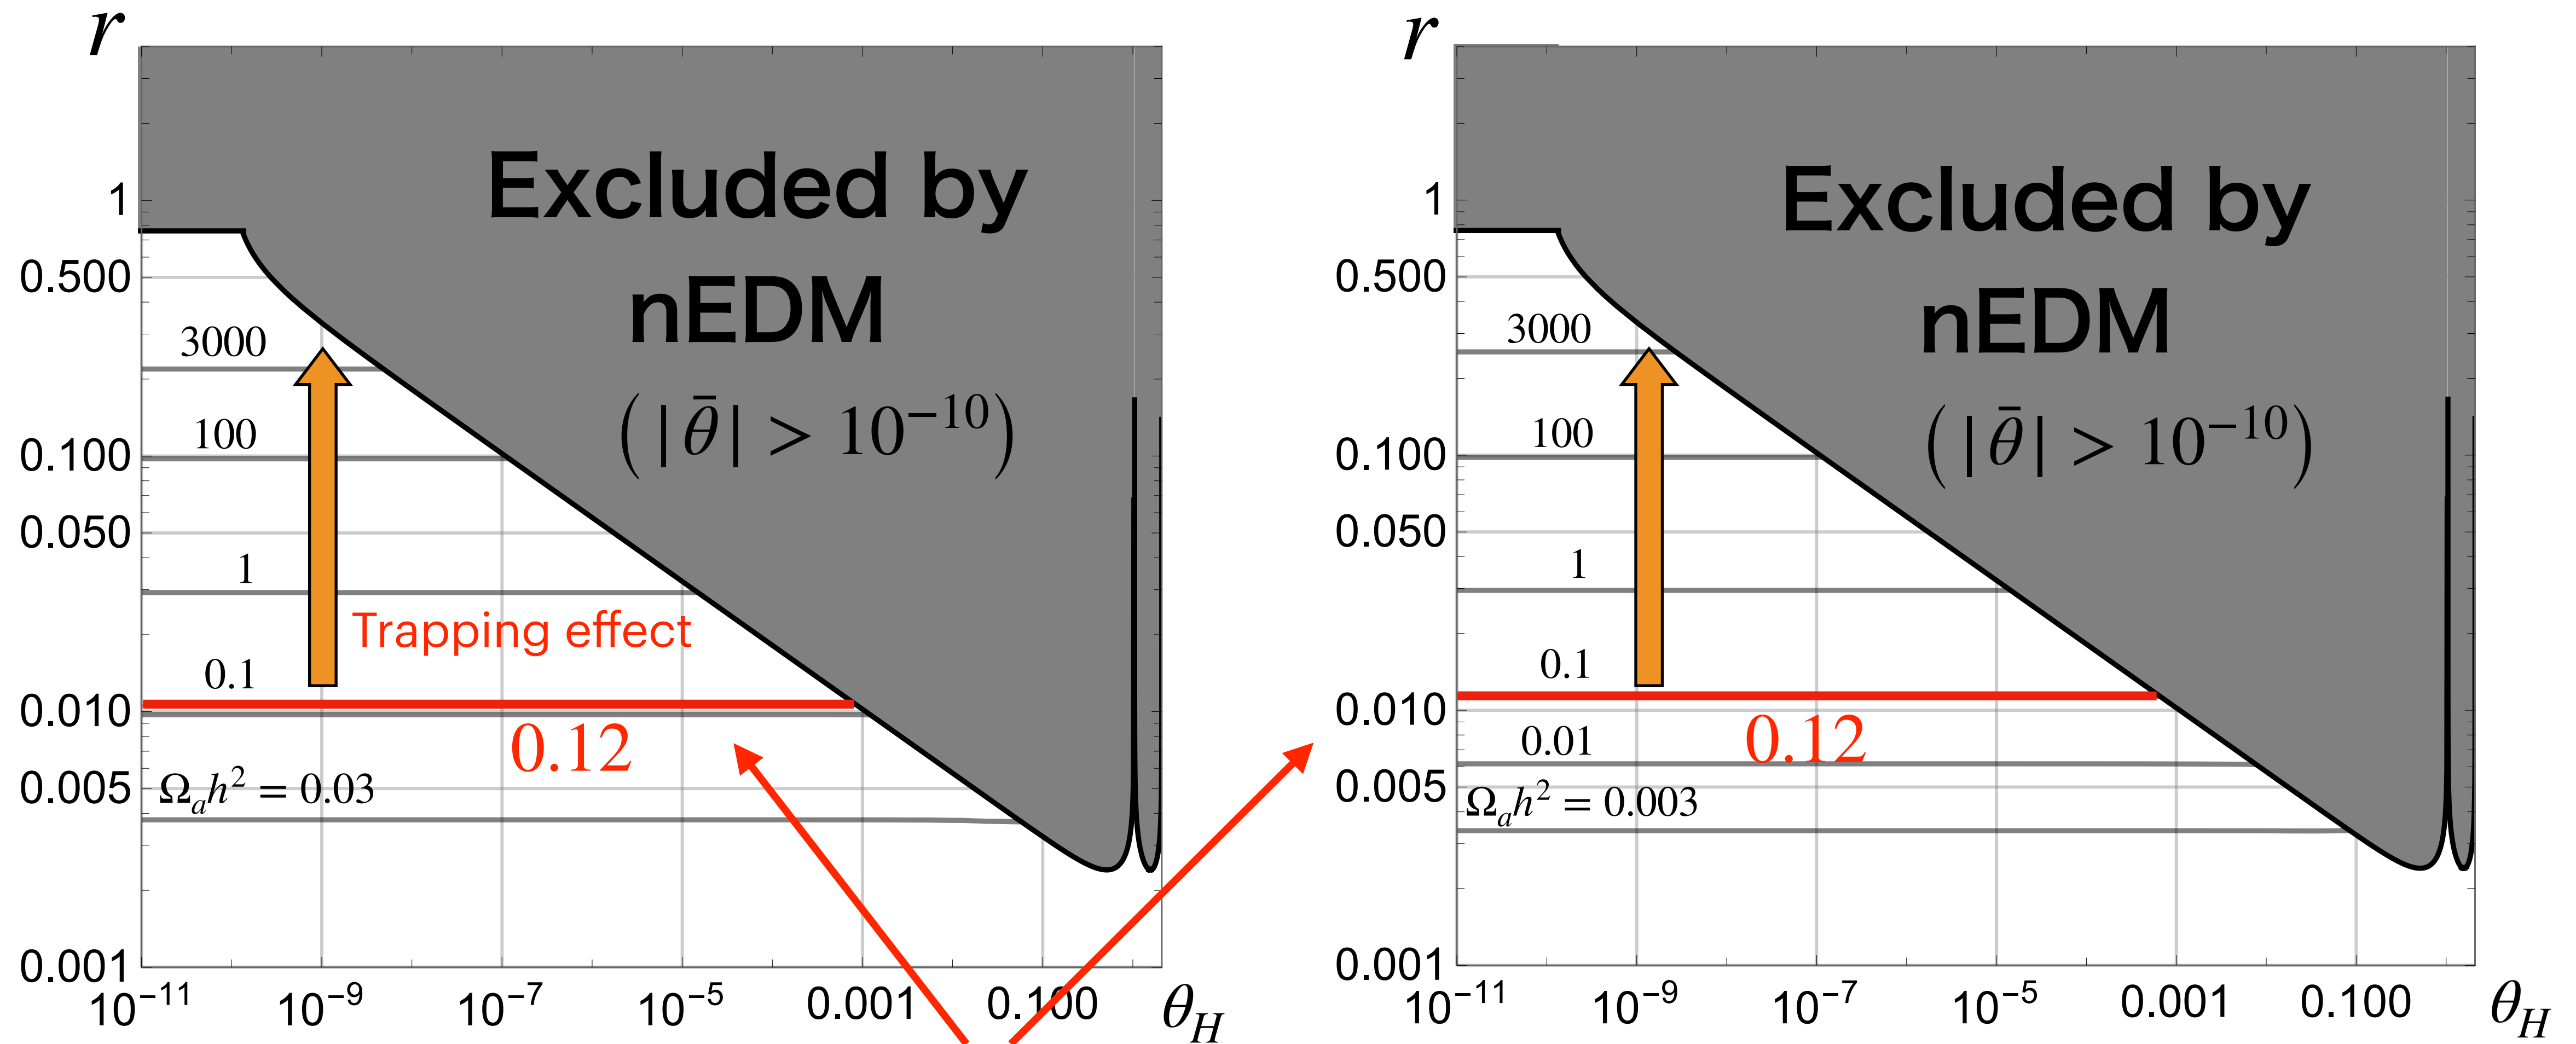 r
Excluded by
nEDM
(|θ̄| > 10⁻¹⁰)
1
0.500
0.100
0.050
0.010
0.005
0.001
3000
100
1
Trapping effect
0.1
0.12
Ωₐh² = 0.03
10⁻¹¹
10⁻⁹
10⁻⁷
10⁻⁵
0.001
0.100
θ_H
r
Excluded by
nEDM
(|θ̄| > 10⁻¹⁰)
1
0.500
0.100
0.050
0.010
0.005
0.001
3000
100
1
0.1
0.12
0.01
Ωₐh² = 0.003
10⁻¹¹
10⁻⁹
10⁻⁷
10⁻⁵
0.001
0.100
θ_H